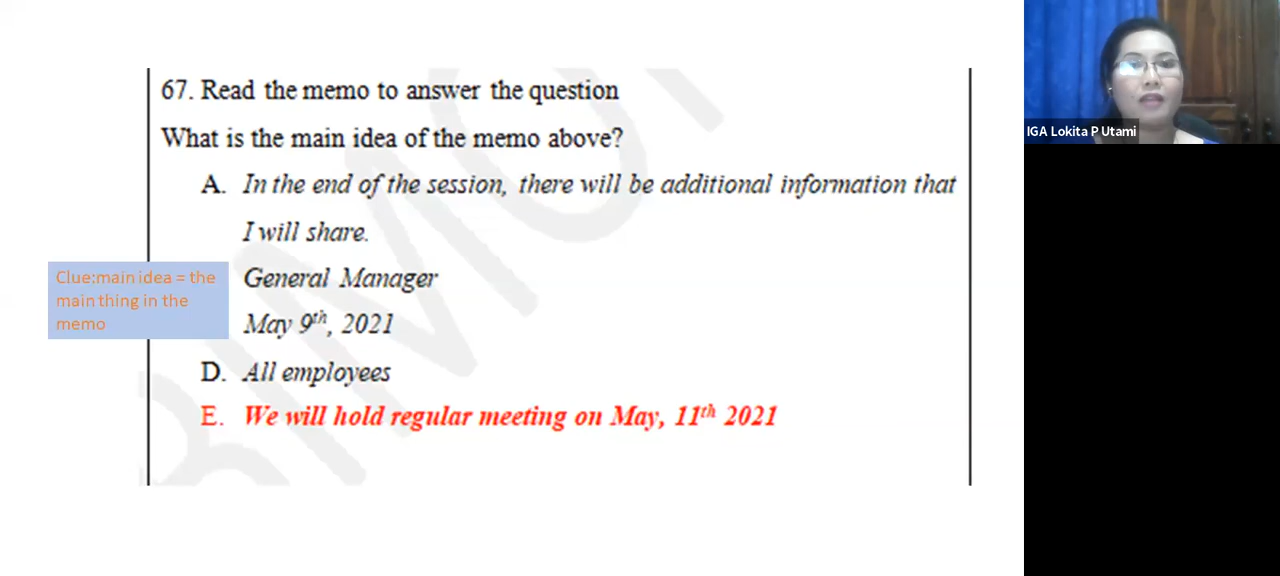 67. Read the memo to answer the question
What is the main idea of the memo above?
A. In the end of the session, there will be additional information that
I will share.
Clue:main idea = the
main thing in the
memo
General Manager
May 9th, 2021
D. All employees
E. We will hold regular meeting on May, 11th 2021
IGA Lokita P Utami